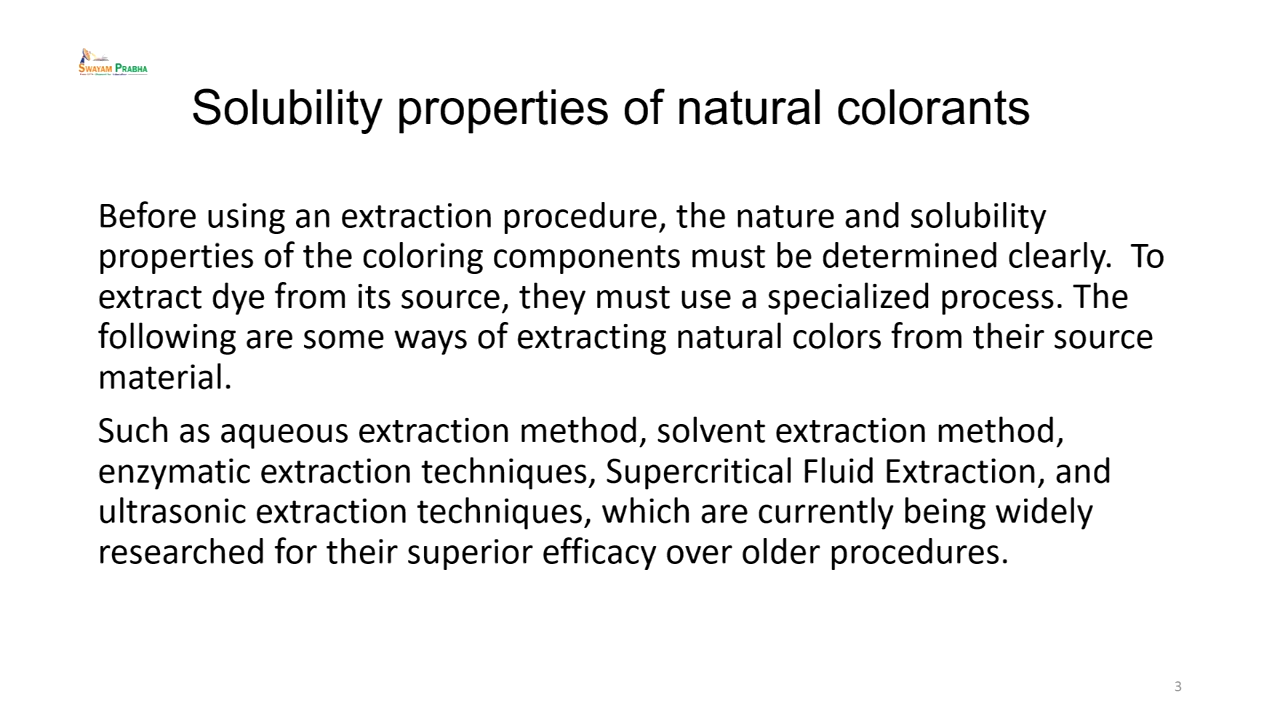 SWAYAM PRABHA
Solubility properties of natural colorants
Before using an extraction procedure, the nature and solubility
properties of the coloring components must be determined clearly.  To
extract dye from its source, they must use a specialized process. The
following are some ways of extracting natural colors from their source
material.
Such as aqueous extraction method, solvent extraction method,
enzymatic extraction techniques, Supercritical Fluid Extraction, and
ultrasonic extraction techniques, which are currently being widely
researched for their superior efficacy over older procedures.
3